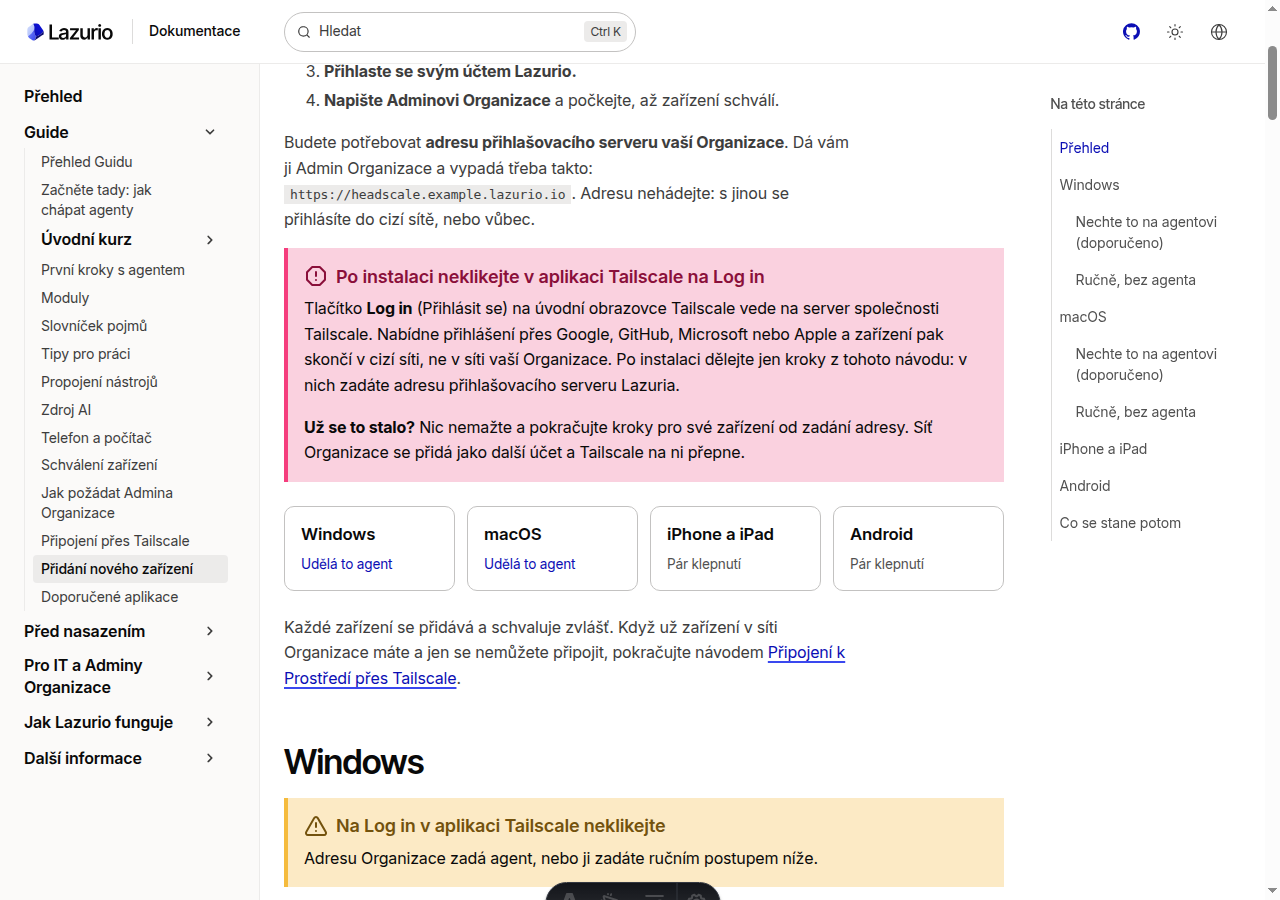 Lazurio
Dokumentace
Hledat
Ctrl K
Přehled
Guide
Přehled Guidu
Začněte tady: jak
chápat agenty
Úvodní kurz
První kroky s agentem
Moduly
Slovníček pojmů
Tipy pro práci
Propojení nástrojů
Zdroj AI
Telefon a počítač
Schválení zařízení
Jak požádat Admina
Organizace
Připojení přes Tailscale
Přidání nového zařízení
Doporučené aplikace
Před nasazením
Pro IT a Adminy
Organizace
Jak Lazurio funguje
Další informace
3. Přihlaste se svým účtem Lazurio.
4. Napište Adminovi Organizace a počkejte, až zařízení schválí.
Budete potřebovat adresu přihlašovacího serveru vaší Organizace. Dá vám
ji Admin Organizace a vypadá třeba takto:
https://headscale.example.lazurio.io. Adresu nehádejte: s jinou se
přihlásíte do cizí sítě, nebo vůbec.
Po instalaci neklikejte v aplikaci Tailscale na Log in
Tlačítko Log in (Přihlásit se) na úvodní obrazovce Tailscale vede na server společnosti
Tailscale. Nabídne přihlášení přes Google, GitHub, Microsoft nebo Apple a zařízení pak
skončí v cizí síti, ne v síti vaší Organizace. Po instalaci dělejte jen kroky z tohoto návodu: v
nich zadáte adresu přihlašovacího serveru Lazuria.
Už se to stalo? Nic nemažte a pokračujte kroky pro své zařízení od zadání adresy. Síť
Organizace se přidá jako další účet a Tailscale na ni přepne.
Windows
Udělá to agent
macOS
Udělá to agent
iPhone a iPad
Pár klepnutí
Android
Pár klepnutí
Každé zařízení se přidává a schvaluje zvlášť. Když už zařízení v síti
Organizace máte a jen se nemůžete připojit, pokračujte návodem Připojení k
Prostředí přes Tailscale.
Windows
Na Log in v aplikaci Tailscale neklikejte
Adresu Organizace zadá agent, nebo ji zadáte ručním postupem níže.
Na této stránce
Přehled
Windows
Nechte to na agentovi
(doporučeno)
Ručně, bez agenta
macOS
Nechte to na agentovi
(doporučeno)
Ručně, bez agenta
iPhone a iPad
Android
Co se stane potom